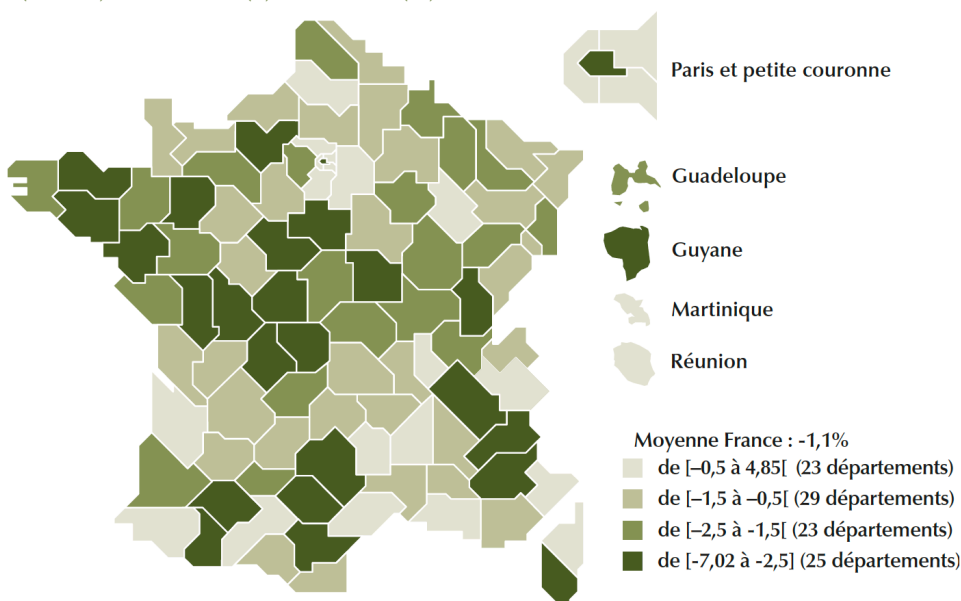 Paris et petite couronne
Guadeloupe
Guyane
Martinique
Réunion
Moyenne France : -1,1%
de [–0,5 à 4,85[ (23 départements)
de [–1,5 à –0,5[ (29 départements)
de [–2,5 à -1,5[ (23 départements)
de [-7,02 à -2,5] (25 départements)